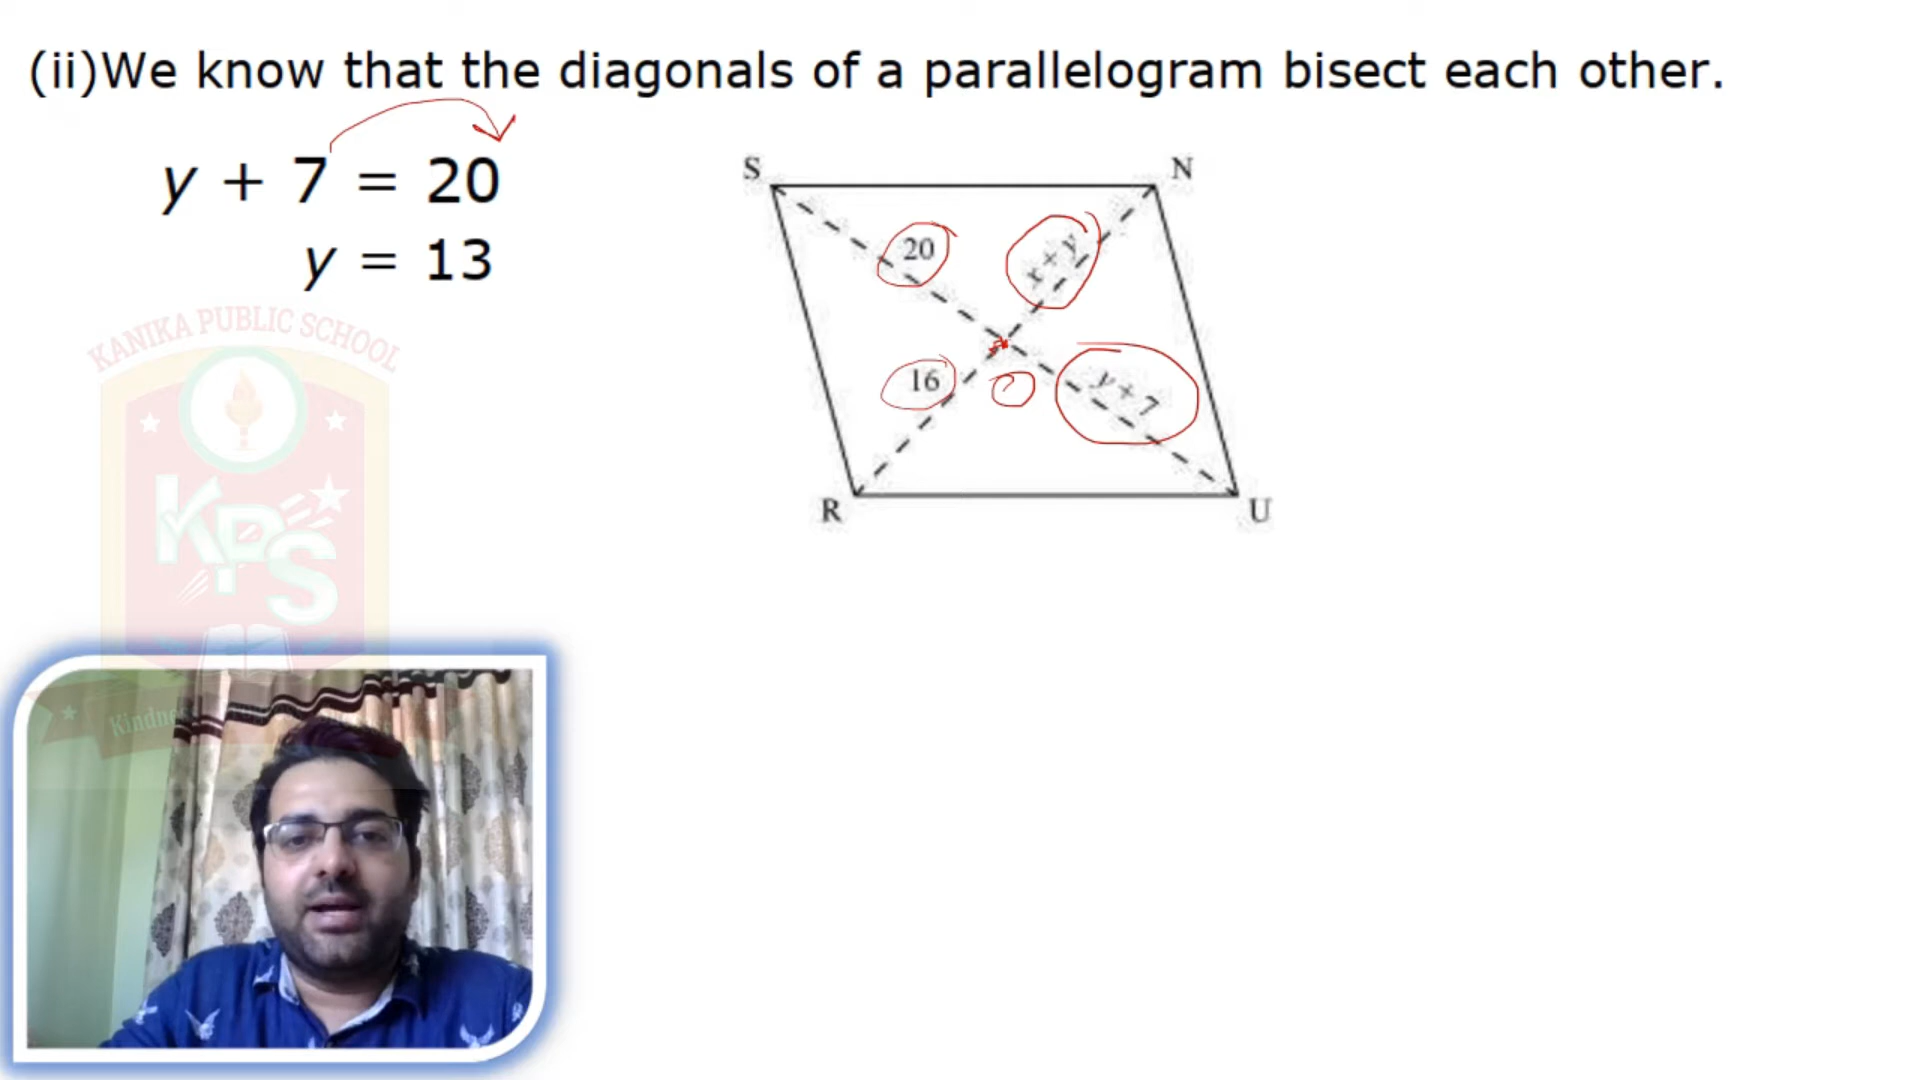 (ii)We know that the diagonals of a parallelogram bisect each other.
y + 7 = 20
y = 13
S
N
20
x + y
16
y + 7
R
U
KANIKA PUBLIC SCHOOL
KPS